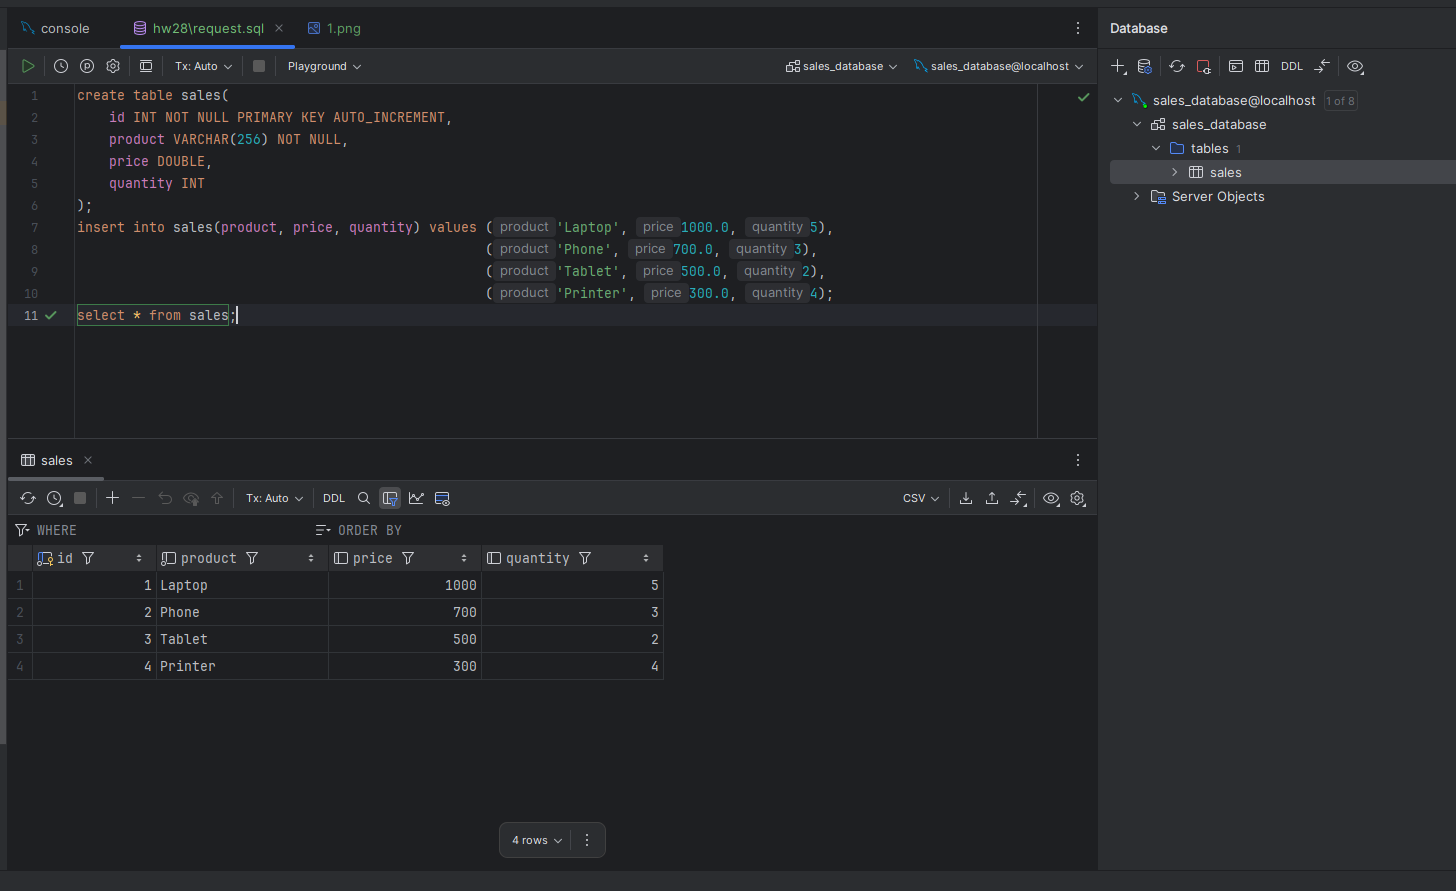 console hw28\request.sql 1.png Database
Tx: Auto Playground sales_database sales_database@localhost DDL
1 create table sales(
2 id INT NOT NULL PRIMARY KEY AUTO_INCREMENT,
3 product VARCHAR(256) NOT NULL,
4 price DOUBLE,
5 quantity INT
6 );
7 insert into sales(product, price, quantity) values ( product 'Laptop', price 1000.0, quantity 5),
8 ( product 'Phone', price 700.0, quantity 3),
9 ( product 'Tablet', price 500.0, quantity 2),
10 ( product 'Printer', price 300.0, quantity 4);
11 select * from sales;
sales_database@localhost 1 of 8
sales_database
tables 1
sales
Server Objects
sales
Tx: Auto DDL CSV
WHERE ORDER BY
id product price quantity
1 1 Laptop 1000 5
2 2 Phone 700 3
3 3 Tablet 500 2
4 4 Printer 300 4
4 rows